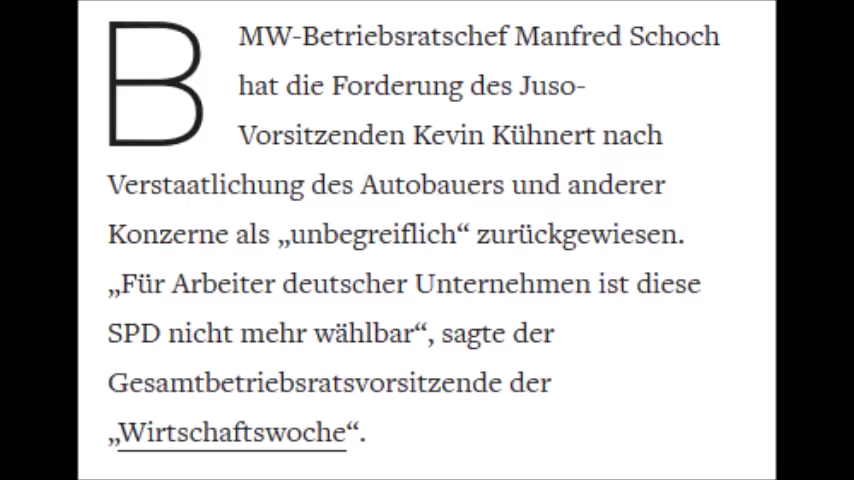 BMW-Betriebsratschef Manfred Schoch
hat die Forderung des Juso-
Vorsitzenden Kevin Kühnert nach
Verstaatlichung des Autobauers und anderer
Konzerne als „unbegreiflich“ zurückgewiesen.
„Für Arbeiter deutscher Unternehmen ist diese
SPD nicht mehr wählbar“, sagte der
Gesamtbetriebsratsvorsitzende der
„Wirtschaftswoche“.